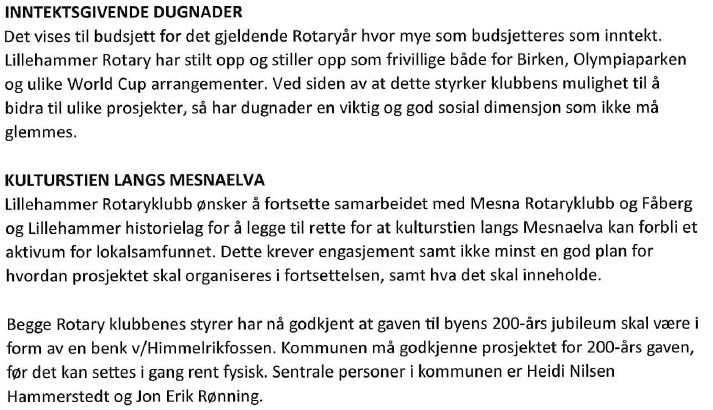 INNTEKTSGIVENDE DUGNADER
Det vises til budsjett for det gjeldende Rotaryår hvor mye som budsjetteres som inntekt.
Lillehammer Rotary har stilt opp og stiller opp som frivillige både for Birken, Olympiaparken
og ulike World Cup arrangementer. Ved siden av at dette styrker klubbens mulighet til å
bidra til ulike prosjekter, så har dugnader en viktig og god sosial dimensjon som ikke må
glemmes.
KULTURSTIEN LANGS MESNAELVA
Lillehammer Rotaryklubb ønsker å fortsette samarbeidet med Mesna Rotaryklubb og Fåberg
og Lillehammer historielag for å legge til rette for at kulturstien langs Mesnaelva kan forbli et
aktivum for lokalsamfunnet. Dette krever engasjement samt ikke minst en god plan for
hvordan prosjektet skal organiseres i fortsettelsen, samt hva det skal inneholde.
Begge Rotary klubbenes styrer har nå godkjent at gaven til byens 200-års jubileum skal være i
form av en benk v/Himmelrikfossen. Kommunen må godkjenne prosjektet for 200-års gaven,
før det kan settes i gang rent fysisk. Sentrale personer i kommunen er Heidi Nilsen
Hammerstedt og Jon Erik Rønning.